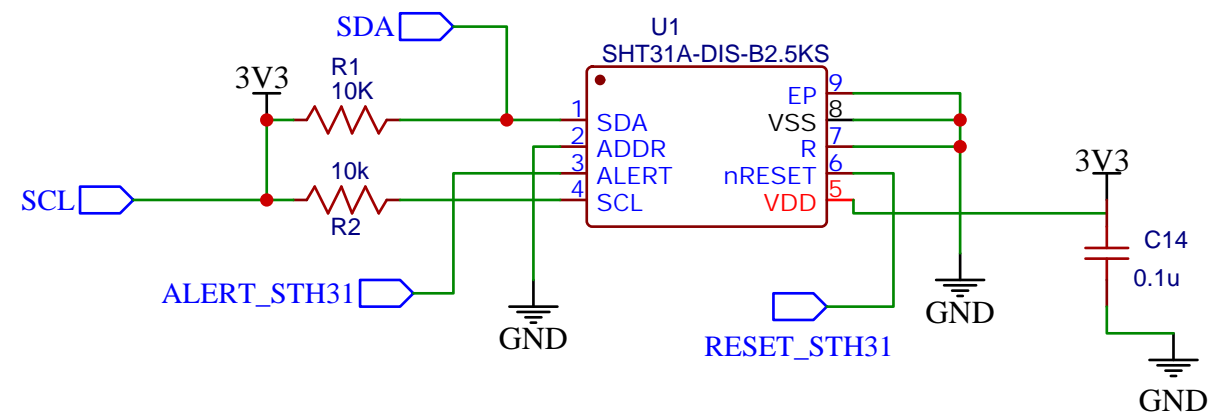 SDA
U1
SHT31A-DIS-B2.5KS
R1
10K
3V3
1 SDA
2 ADDR
3 ALERT
4 SCL
EP 9
VSS 8
R 7
nRESET 6
VDD 5
10k
R2
SCL
3V3
C14
0.1u
ALERT_STH31
GND
GND
RESET_STH31
GND